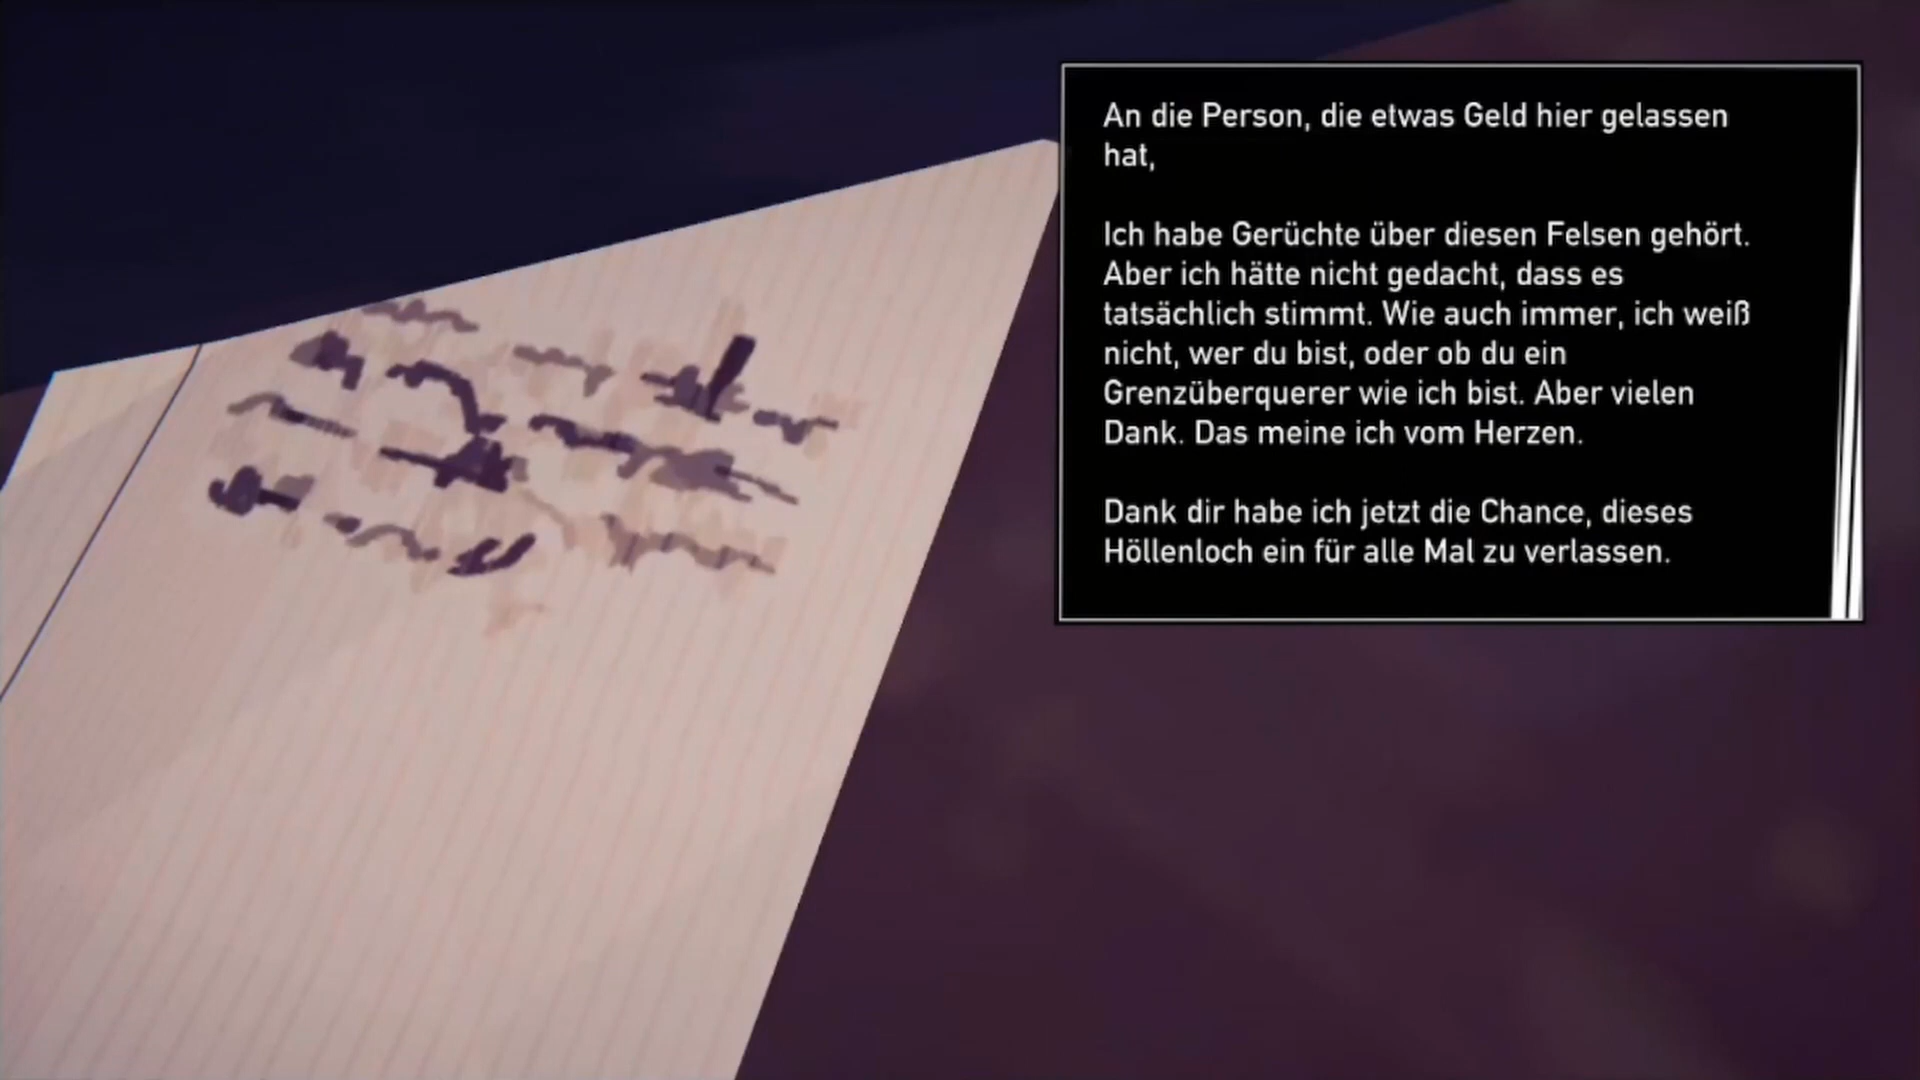 An die Person, die etwas Geld hier gelassen
hat,
Ich habe Gerüchte über diesen Felsen gehört.
Aber ich hätte nicht gedacht, dass es
tatsächlich stimmt. Wie auch immer, ich weiß
nicht, wer du bist, oder ob du ein
Grenzüberquerer wie ich bist. Aber vielen
Dank. Das meine ich vom Herzen.
Dank dir habe ich jetzt die Chance, dieses
Höllenloch ein für alle Mal zu verlassen.